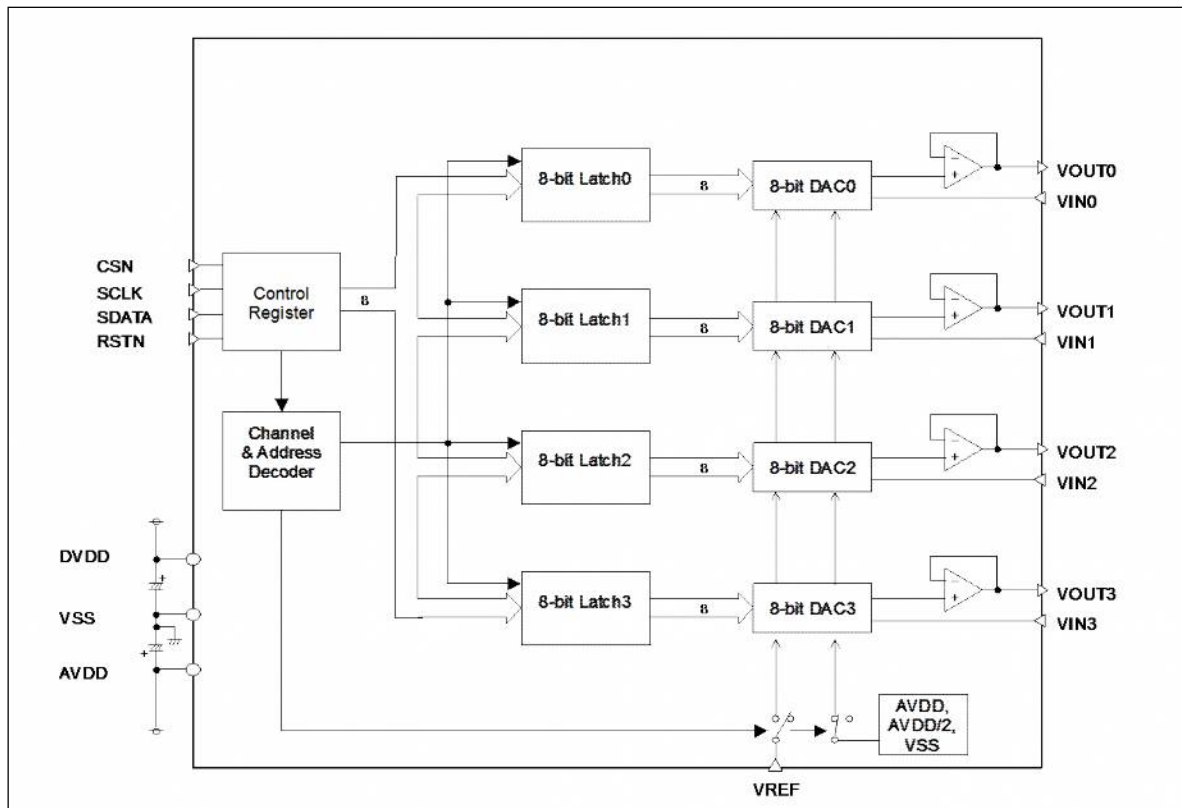 8-bit Latch0
8
8-bit DAC0
−
+
VOUT0
VIN0
CSN
SCLK
SDATA
RSTN
Control
Register
8
8-bit Latch1
8
8-bit DAC1
−
+
VOUT1
VIN1
Channel
& Address
Decoder
8-bit Latch2
8
8-bit DAC2
−
+
VOUT2
VIN2
DVDD
+
VSS
+
AVDD
8-bit Latch3
8
8-bit DAC3
−
+
VOUT3
VIN3
AVDD,
AVDD/2,
VSS
VREF